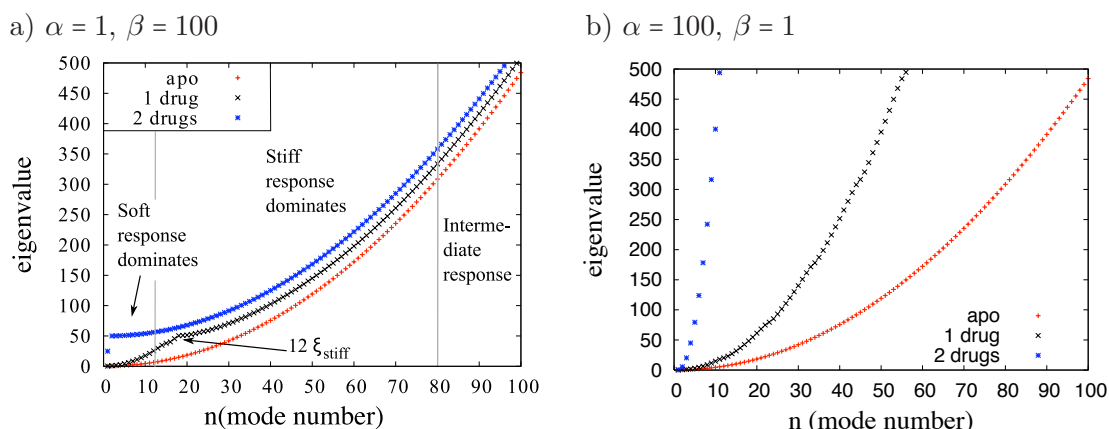 a) α = 1, β = 100
500
450
400
350
300
250
200
150
100
50
0
eigenvalue
apo
1 drug
2 drugs
Soft
response
dominates
Stiff
response
dominates
Interme-
diate
response
12 ξstiff
0 10 20 30 40 50 60 70 80 90 100
n(mode number)
b) α = 100, β = 1
500
450
400
350
300
250
200
150
100
50
0
eigenvalue
apo
1 drug
2 drugs
0 10 20 30 40 50 60 70 80 90 100
n (mode number)